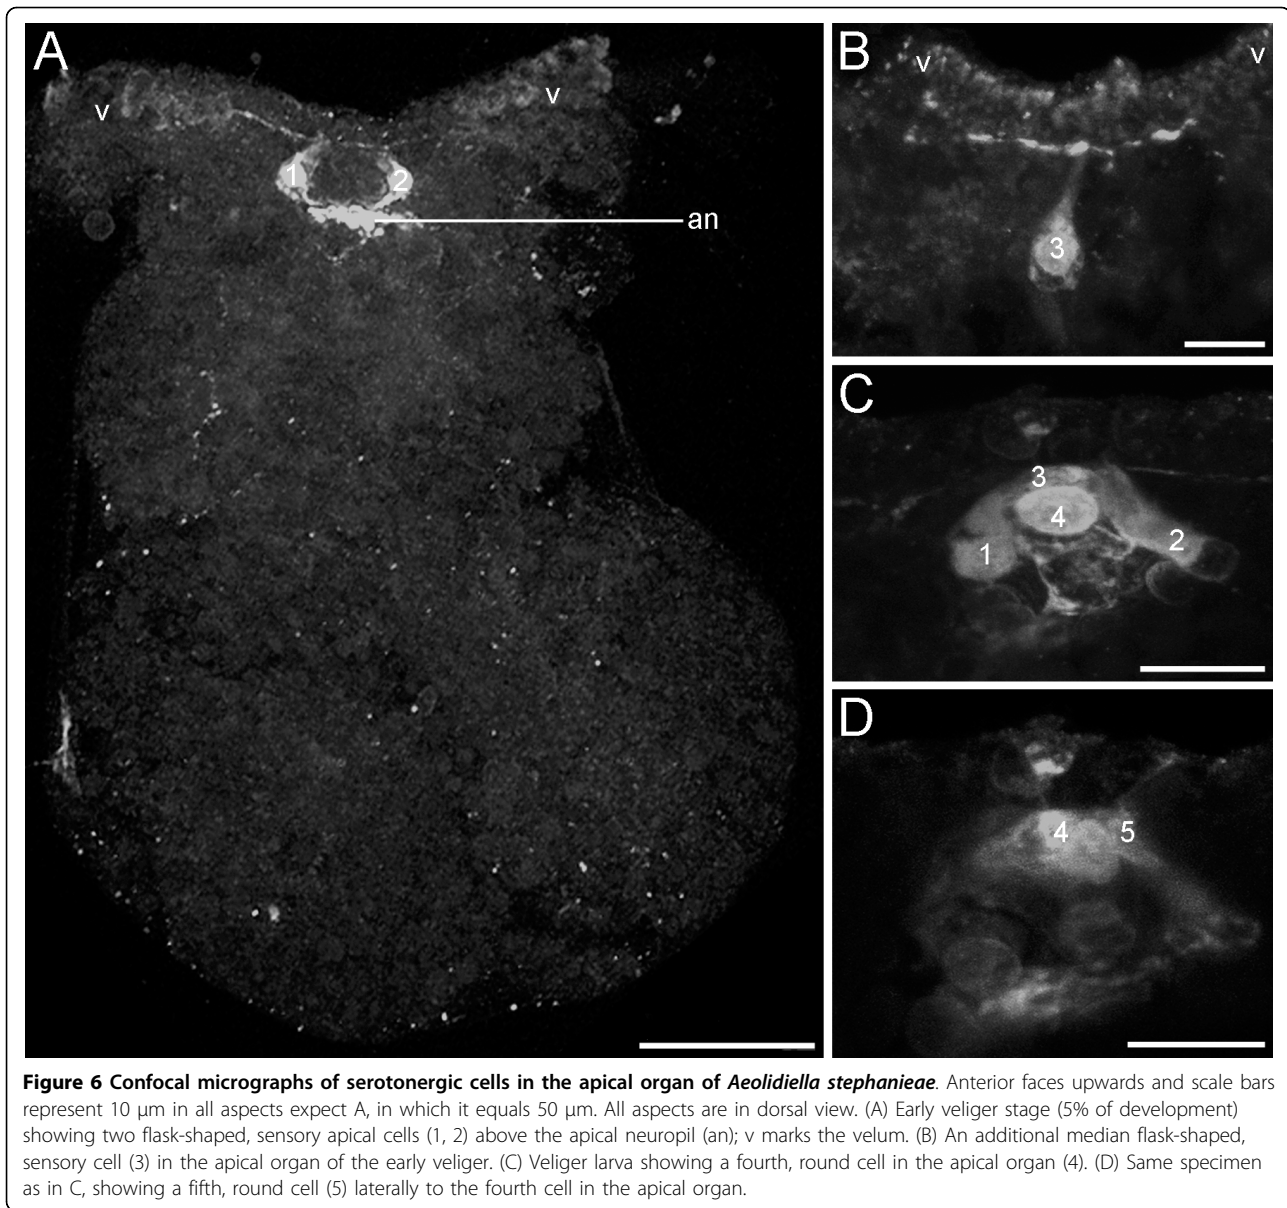 A
v
v
1
2
an
B
v
v
3
C
3
4
1
2
D
4
5
Figure 6 Confocal micrographs of serotonergic cells in the apical organ of Aeolidiella stephanieae. Anterior faces upwards and scale bars
represent 10 μm in all aspects expect A, in which it equals 50 μm. All aspects are in dorsal view. (A) Early veliger stage (5% of development)
showing two flask-shaped, sensory apical cells (1, 2) above the apical neuropil (an); v marks the velum. (B) An additional median flask-shaped,
sensory cell (3) in the apical organ of the early veliger. (C) Veliger larva showing a fourth, round cell in the apical organ (4). (D) Same specimen
as in C, showing a fifth, round cell (5) laterally to the fourth cell in the apical organ.